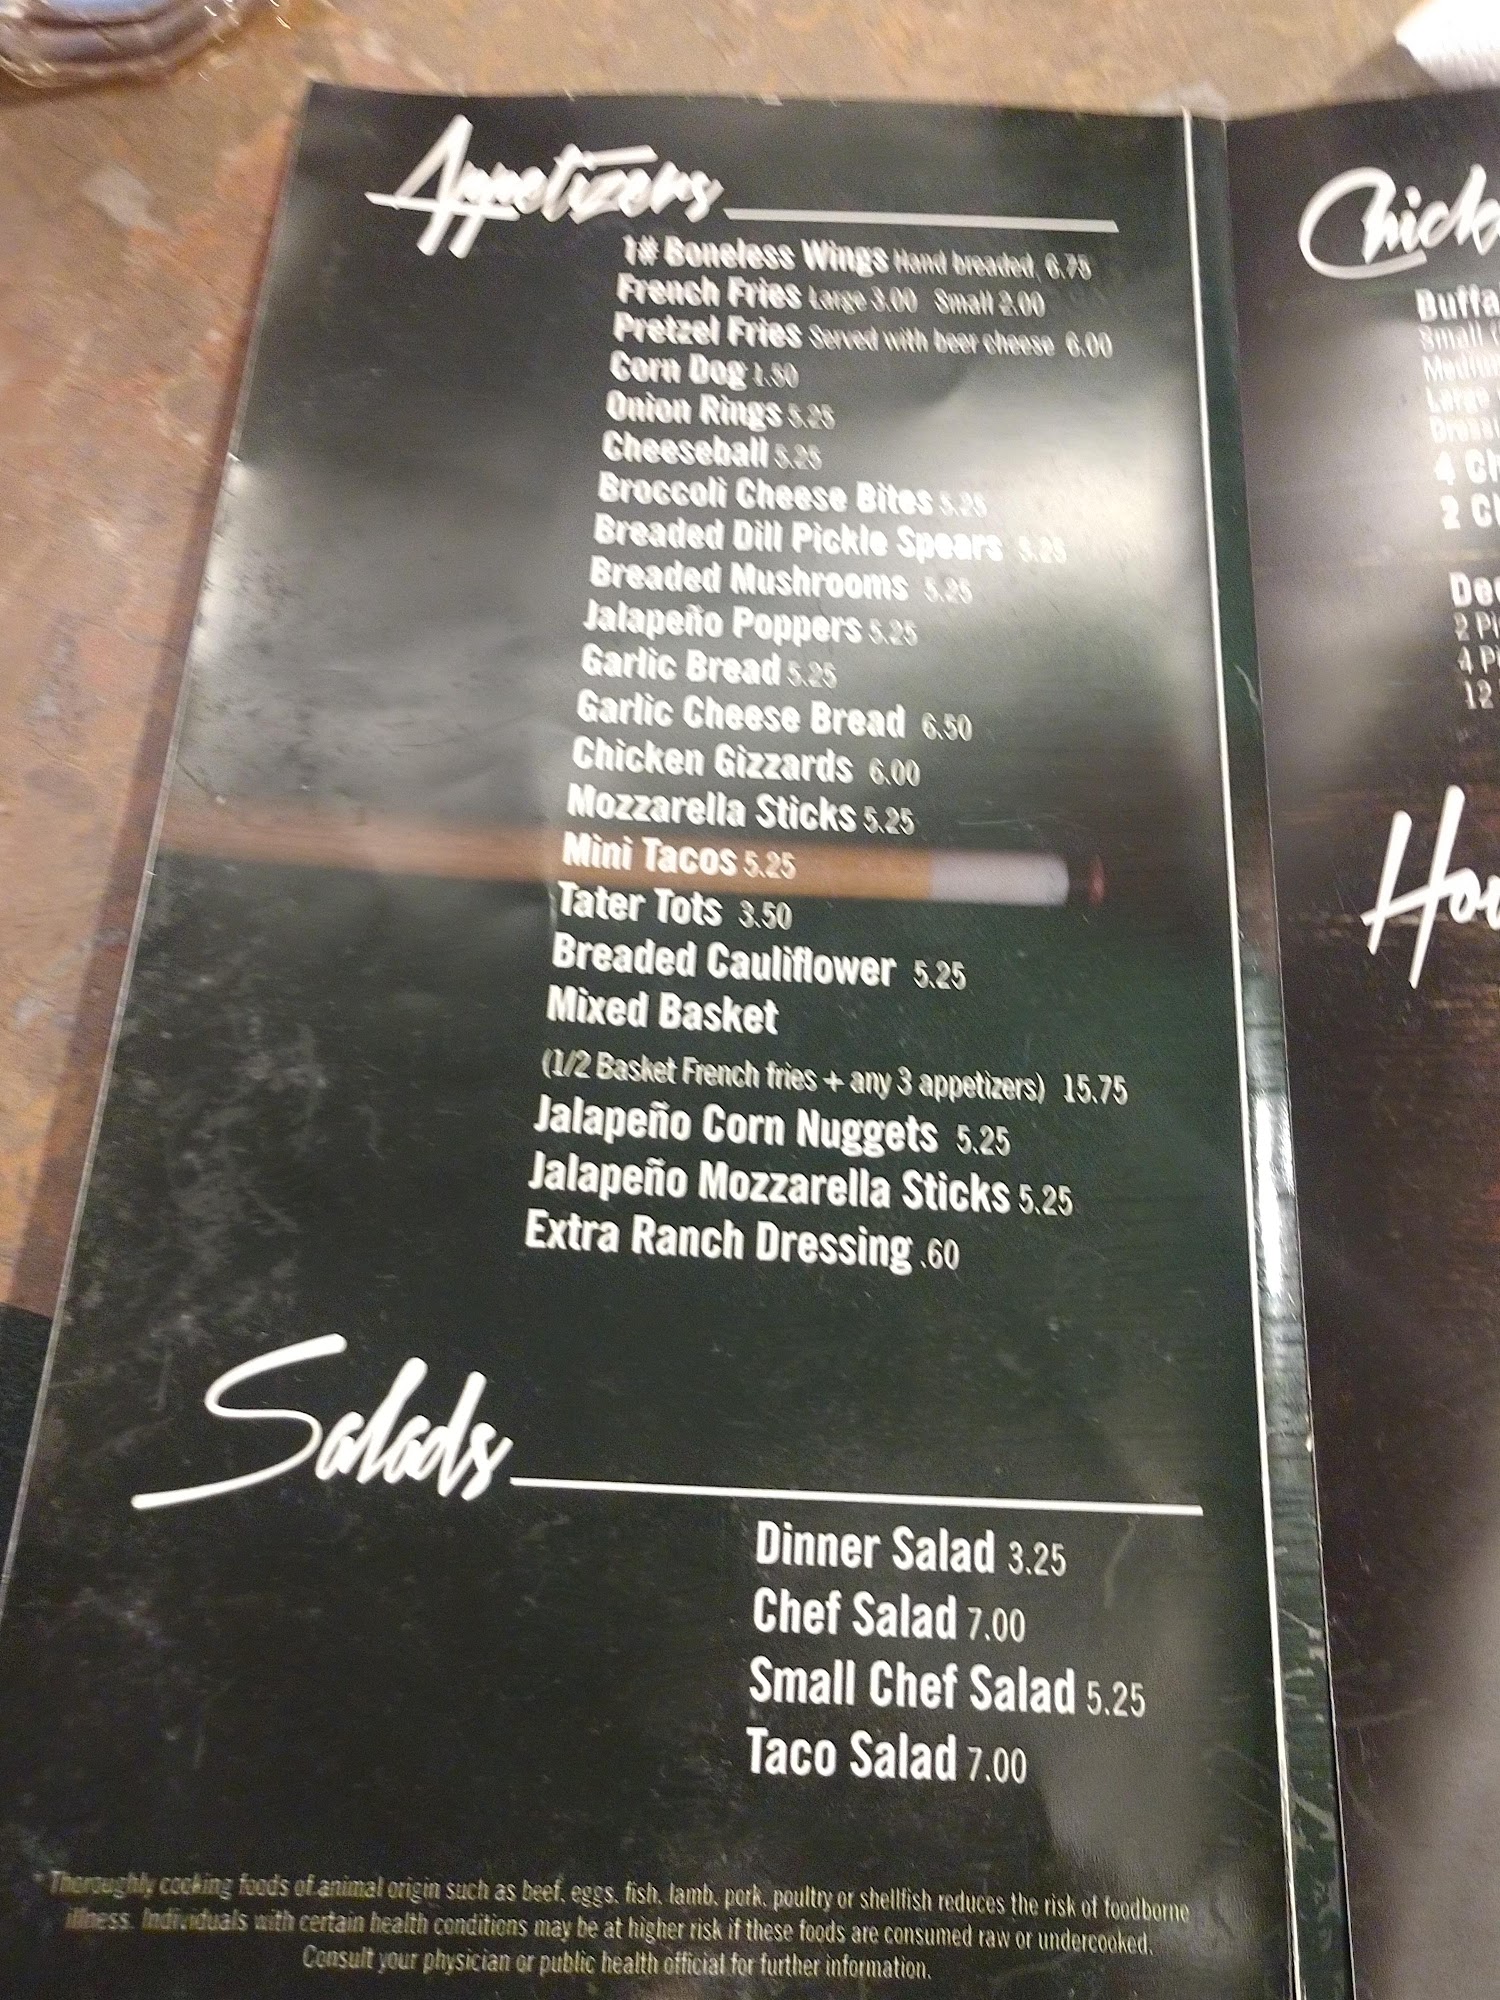 Appetizers
1# Boneless Wings Hand breaded, 6.75
French Fries Large 3.00 Small 2.00
Pretzel Fries Served with beer cheese 6.00
Corn Dog 1.50
Onion Rings 5.25
Cheeseball 5.25
Broccoli Cheese Bites 5.25
Breaded Dill Pickle Spears 5.25
Breaded Mushrooms 5.25
Jalapeño Poppers 5.25
Garlic Bread 5.25
Garlic Cheese Bread 6.50
Chicken Gizzards 6.00
Mozzarella Sticks 5.25
Mini Tacos 5.25
Tater Tots 3.50
Breaded Cauliflower 5.25
Mixed Basket
(1/2 Basket French fries + any 3 appetizers) 15.75
Jalapeño Corn Nuggets 5.25
Jalapeño Mozzarella Sticks 5.25
Extra Ranch Dressing .60
Salads
Dinner Salad 3.25
Chef Salad 7.00
Small Chef Salad 5.25
Taco Salad 7.00
* Thoroughly cooking foods of animal origin such as beef, eggs, fish, lamb, pork, poultry or shellfish reduces the risk of foodborne
illness. Individuals with certain health conditions may be at higher risk if these foods are consumed raw or undercooked.
Consult your physician or public health official for further information.
Small
4
2
2
4
12